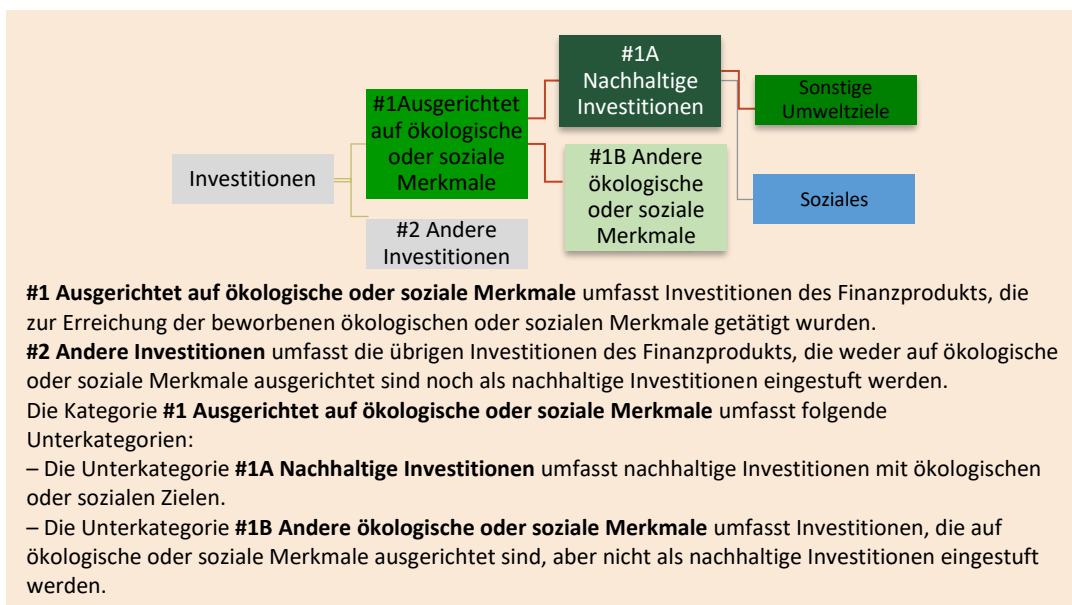 #1A
Nachhaltige
Investitionen
Sonstige
Umweltziele
#1Ausgerichtet
auf ökologische
oder soziale
Merkmale
Investitionen
#1B Andere
ökologische
oder soziale
Merkmale
Soziales
#2 Andere
Investitionen
#1 Ausgerichtet auf ökologische oder soziale Merkmale umfasst Investitionen des Finanzprodukts, die
zur Erreichung der beworbenen ökologischen oder sozialen Merkmale getätigt wurden.
#2 Andere Investitionen umfasst die übrigen Investitionen des Finanzprodukts, die weder auf ökologische
oder soziale Merkmale ausgerichtet sind noch als nachhaltige Investitionen eingestuft werden.
Die Kategorie #1 Ausgerichtet auf ökologische oder soziale Merkmale umfasst folgende
Unterkategorien:
– Die Unterkategorie #1A Nachhaltige Investitionen umfasst nachhaltige Investitionen mit ökologischen
oder sozialen Zielen.
– Die Unterkategorie #1B Andere ökologische oder soziale Merkmale umfasst Investitionen, die auf
ökologische oder soziale Merkmale ausgerichtet sind, aber nicht als nachhaltige Investitionen eingestuft
werden.